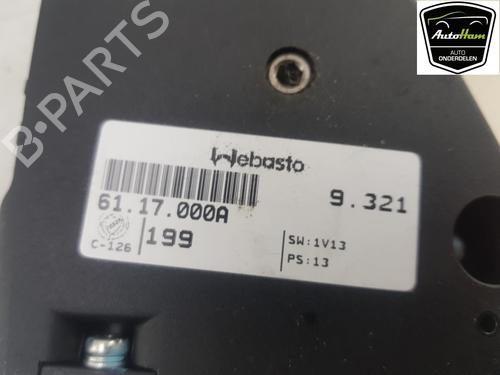 AutoHam
AUTO
ONDERDELEN
B-PARTS
Webasto
61.17.000A
9.321
C-126
199
SW:1V13
PS:13